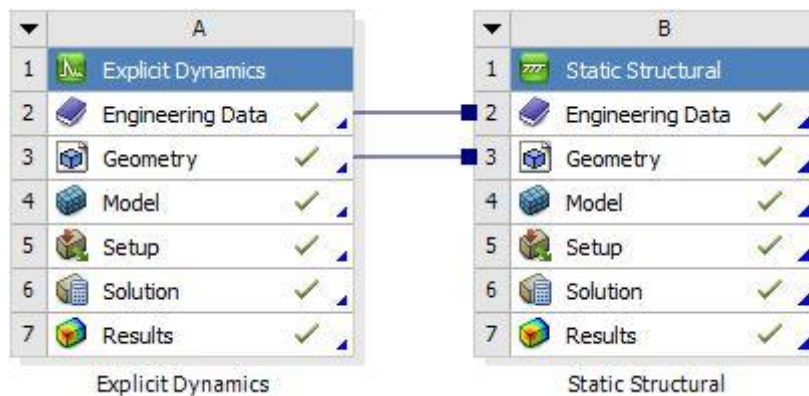 A
1 Explicit Dynamics
2 Engineering Data
3 Geometry
4 Model
5 Setup
6 Solution
7 Results
Explicit Dynamics
B
1 Static Structural
2 Engineering Data
3 Geometry
4 Model
5 Setup
6 Solution
7 Results
Static Structural